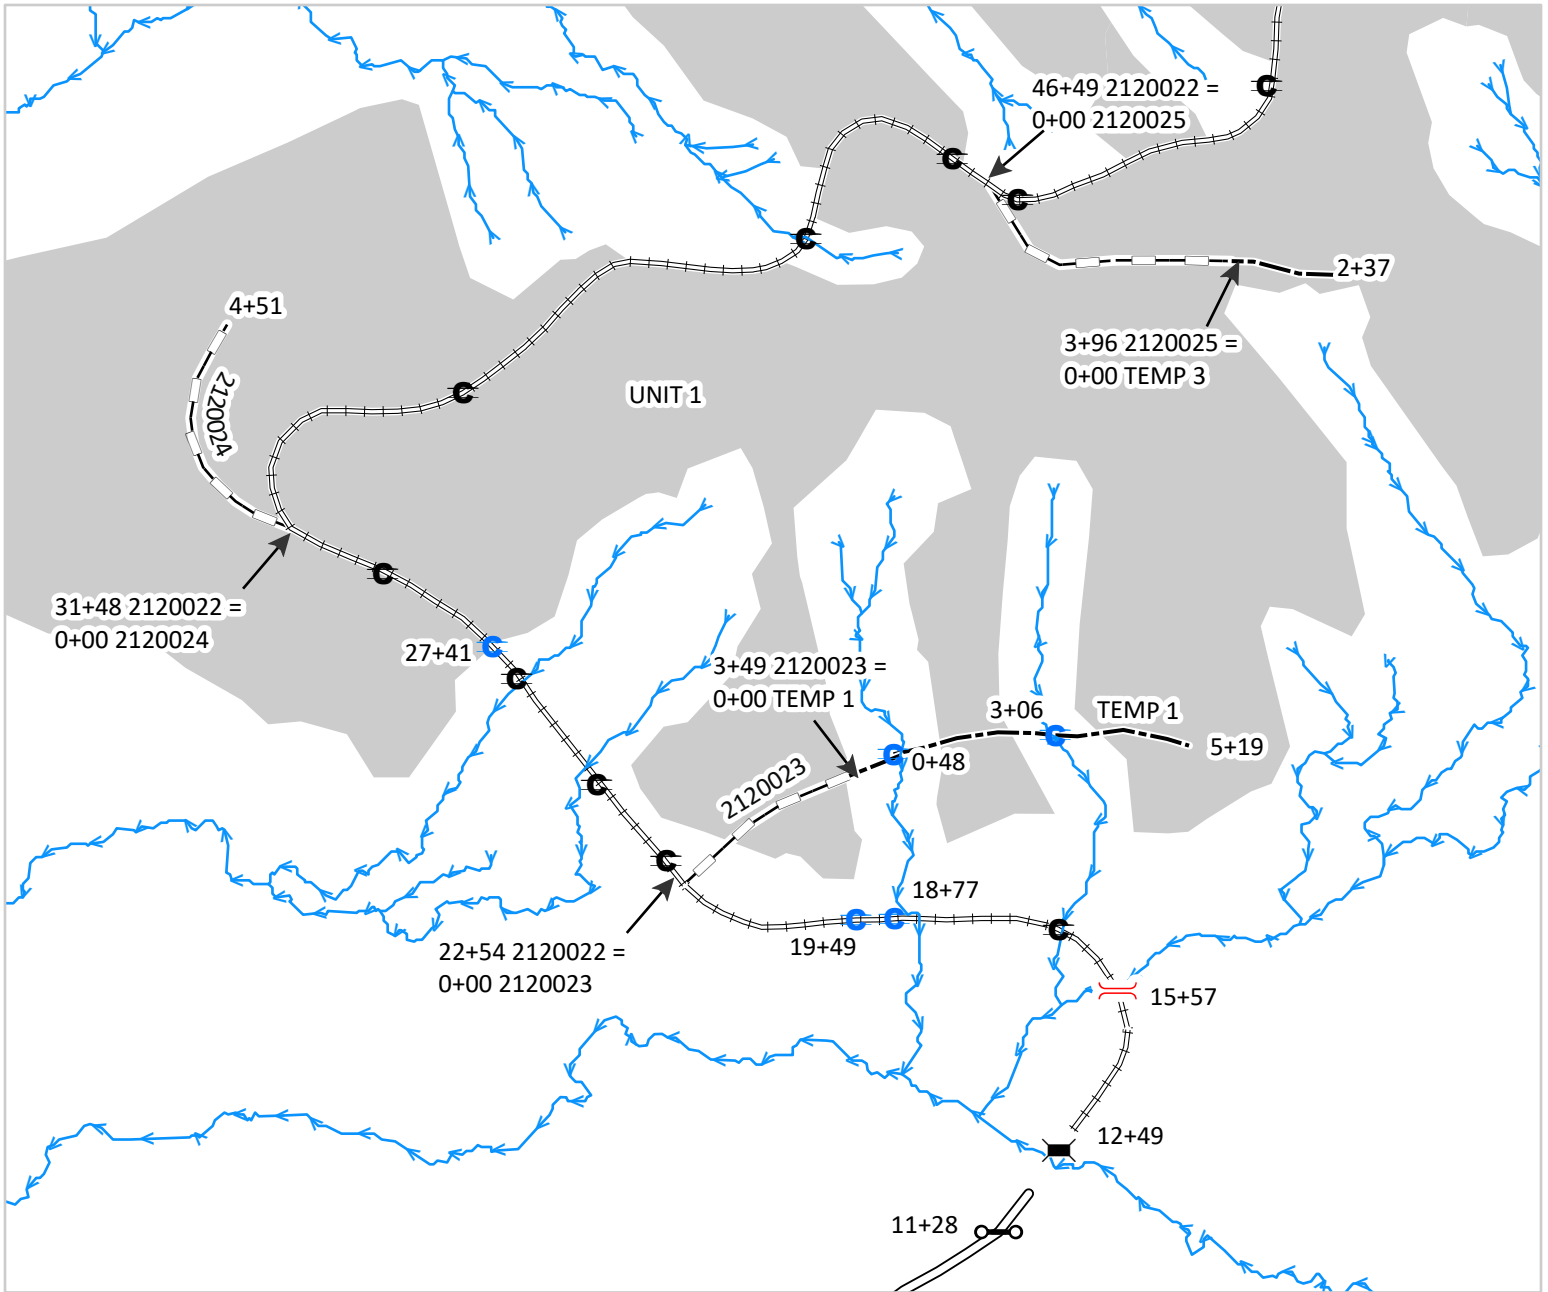 46+49 2120022 =
0+00 2120025
C
C
C
C
2+37
4+51
3+96 2120025 =
0+00 TEMP 3
2120024
C
UNIT 1
C
31+48 2120022 =
0+00 2120024
27+41
C
C
3+49 2120023 =
0+00 TEMP 1
3+06
TEMP 1
C
5+19
C
0+48
2120023
C
C
18+77
C
C
C
19+49
22+54 2120022 =
0+00 2120023
15+57
12+49
11+28